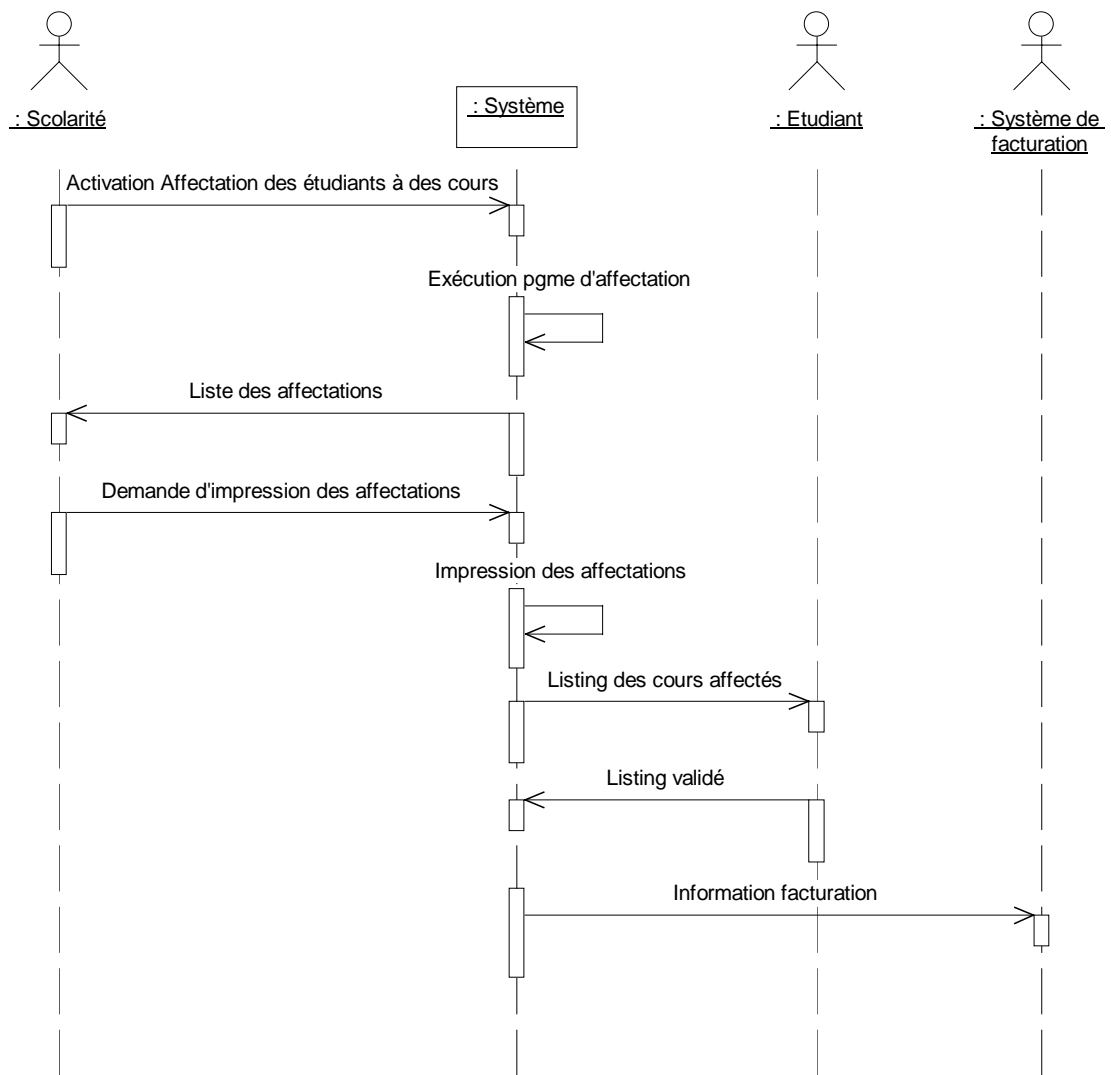 : Scolarité
: Système
: Etudiant
: Système de
facturation
Activation Affectation des étudiants à des cours
Exécution pgme d'affectation
Liste des affectations
Demande d'impression des affectations
Impression des affectations
Listing des cours affectés
Listing validé
Information facturation